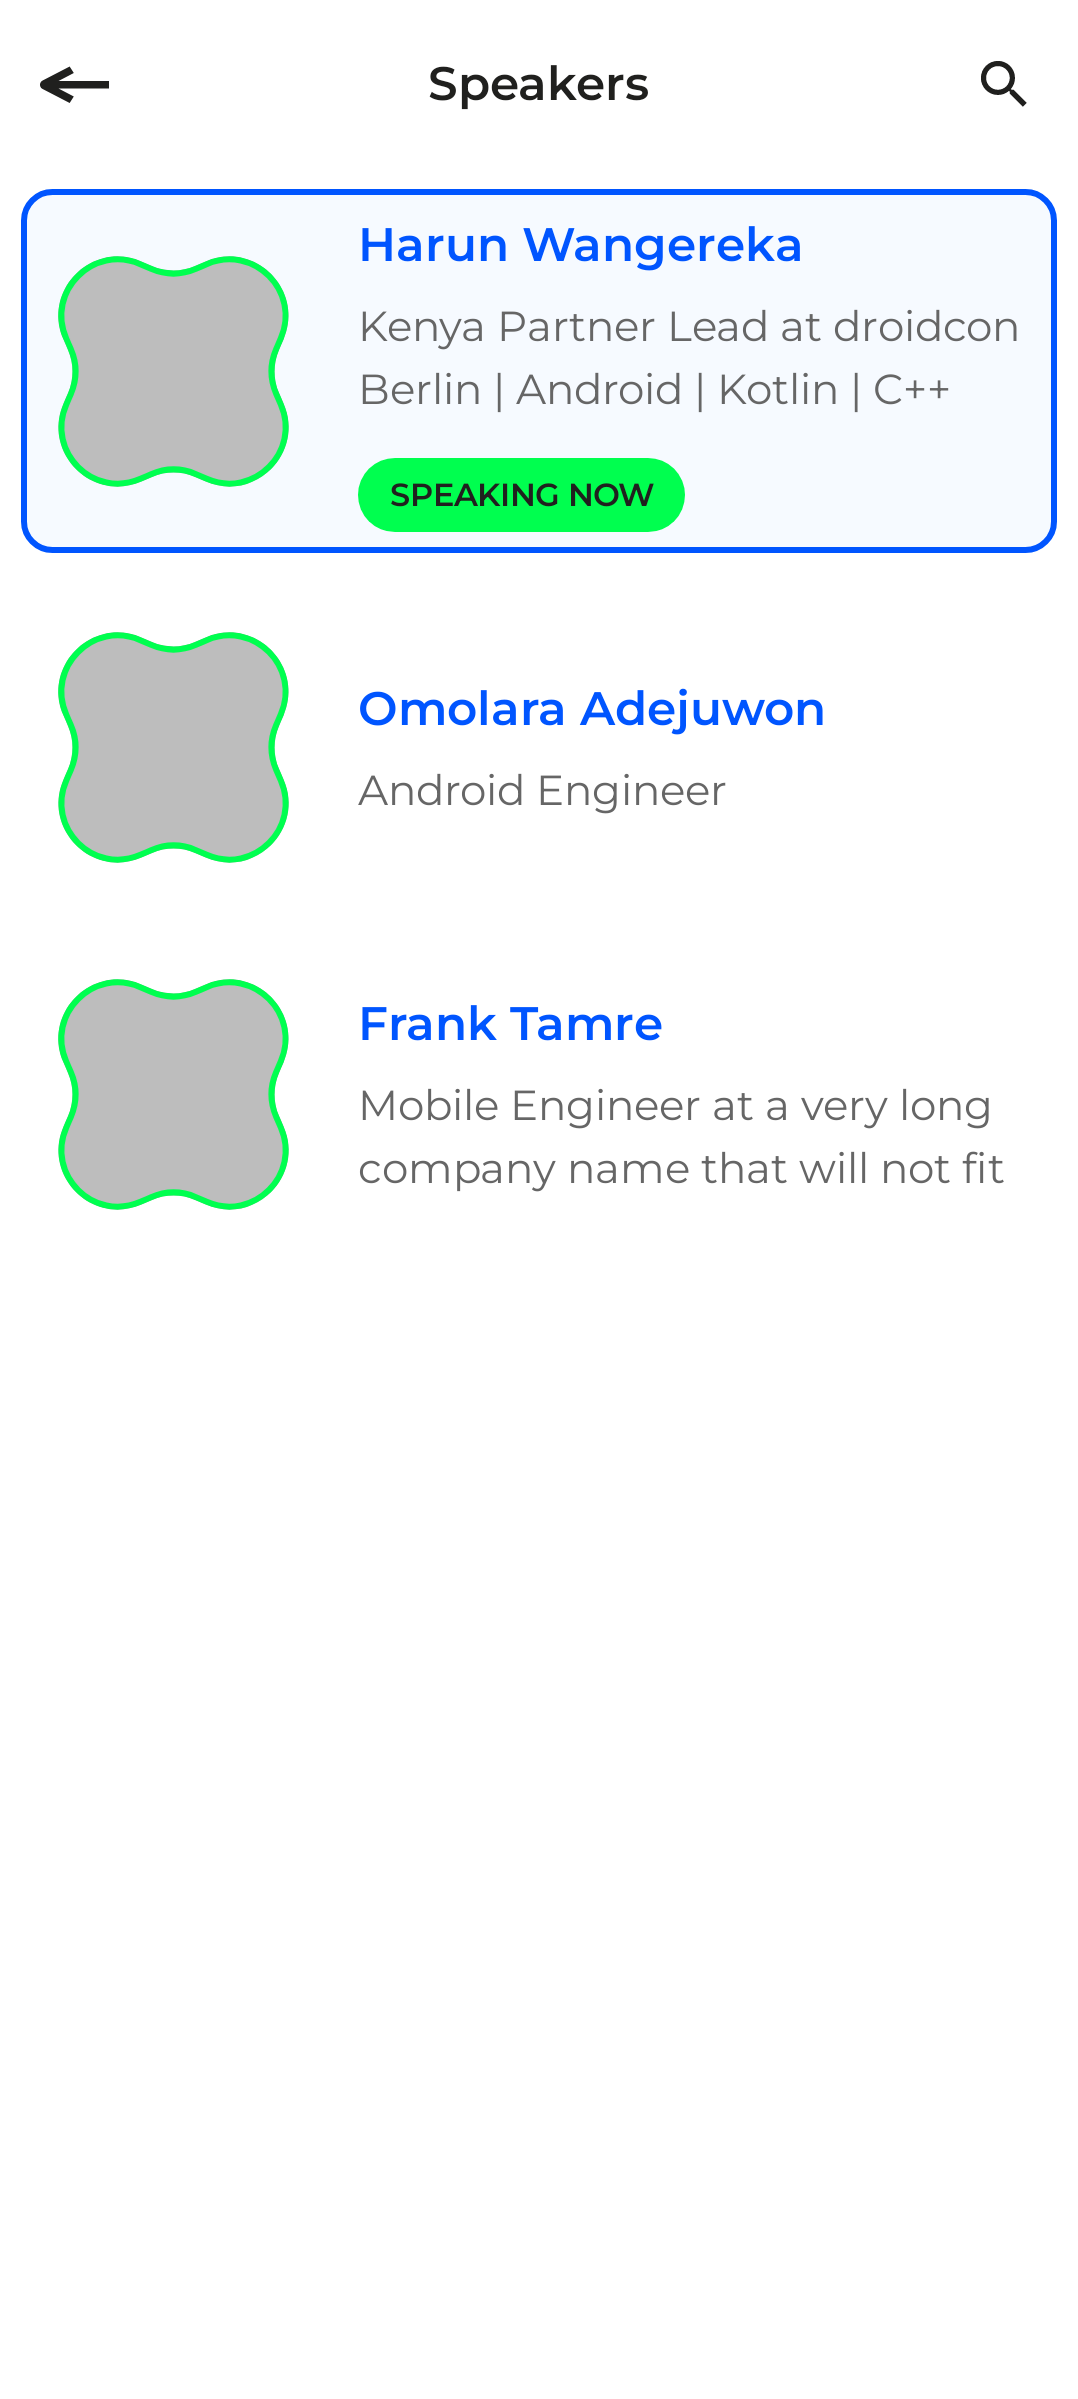 Speakers
Harun Wangereka
Kenya Partner Lead at droidcon
Berlin | Android | Kotlin | C++
SPEAKING NOW
Omolara Adejuwon
Android Engineer
Frank Tamre
Mobile Engineer at a very long
company name that will not fit